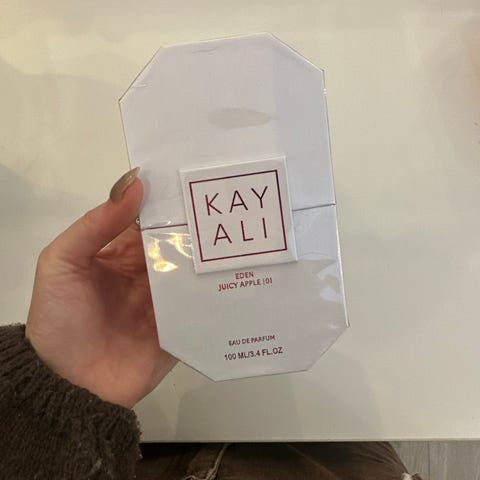 KAY
ALI
EDEN
JUICY APPLE | 01
EAU DE PARFUM
100 ML/3.4 FL.OZ